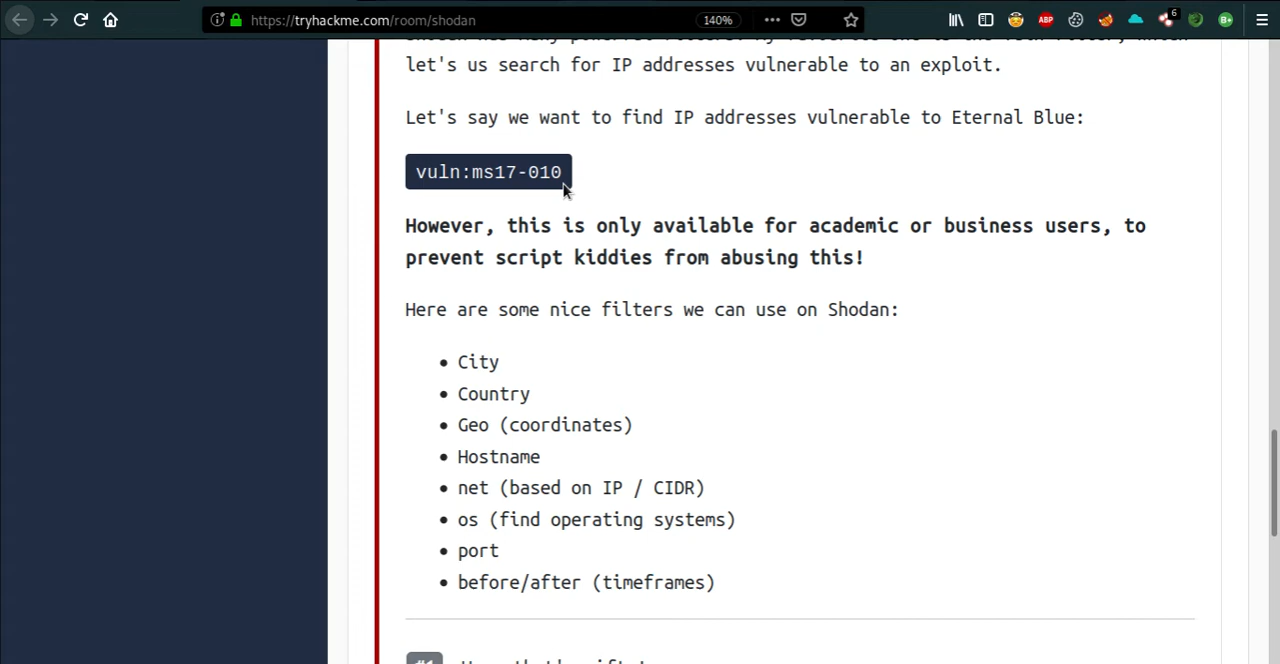 https://tryhackme.com/room/shodan
140%
6
ABP
B+
let's us search for IP addresses vulnerable to an exploit.
Let's say we want to find IP addresses vulnerable to Eternal Blue:
vuln:ms17-010
However, this is only available for academic or business users, to
prevent script kiddies from abusing this!
Here are some nice filters we can use on Shodan:
• City
• Country
• Geo (coordinates)
• Hostname
• net (based on IP / CIDR)
• os (find operating systems)
• port
• before/after (timeframes)
#1